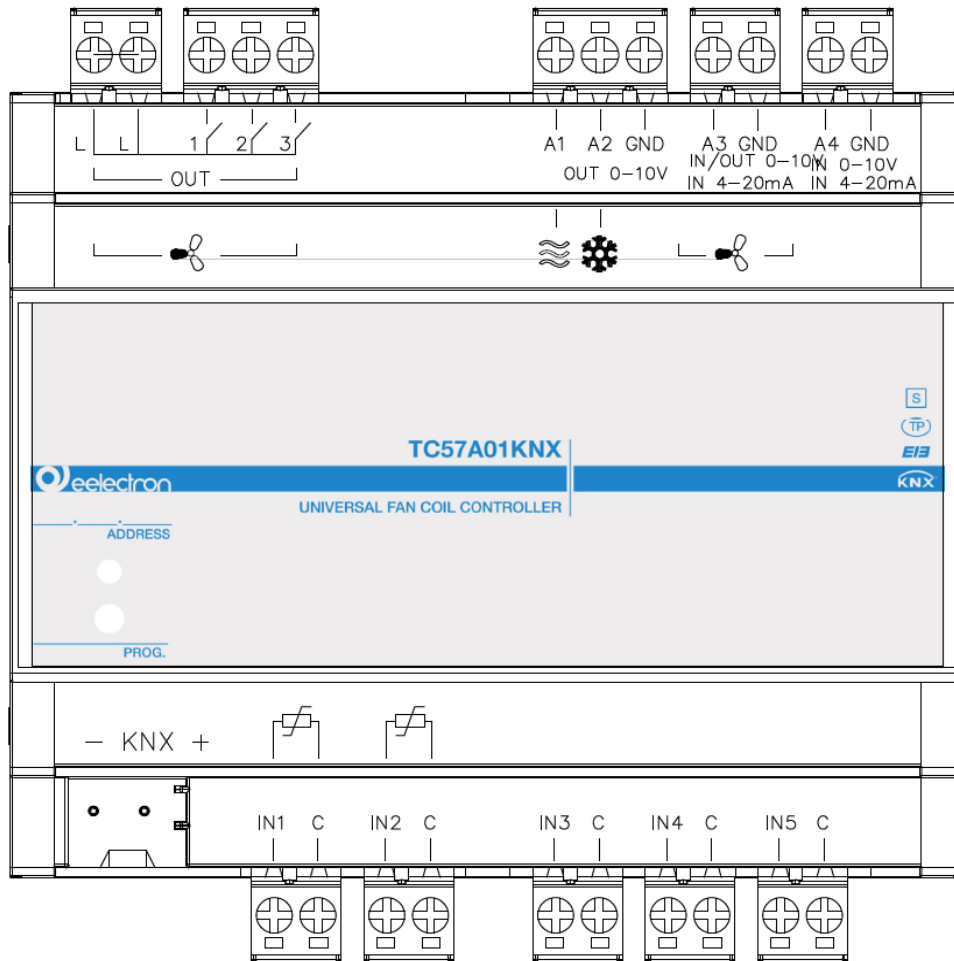 L L 1 2 3 A1 A2 GND A3 GND A4 GND
OUT
OUT 0-10V
IN/OUT 0-10V
IN 4-20mA
IN 0-10V
IN 4-20mA
S
TP
EIB
KNX
TC57A01KNX
eelectron
UNIVERSAL FAN COIL CONTROLLER
ADDRESS
PROG.
- KNX +
IN1 C IN2 C IN3 C IN4 C IN5 C